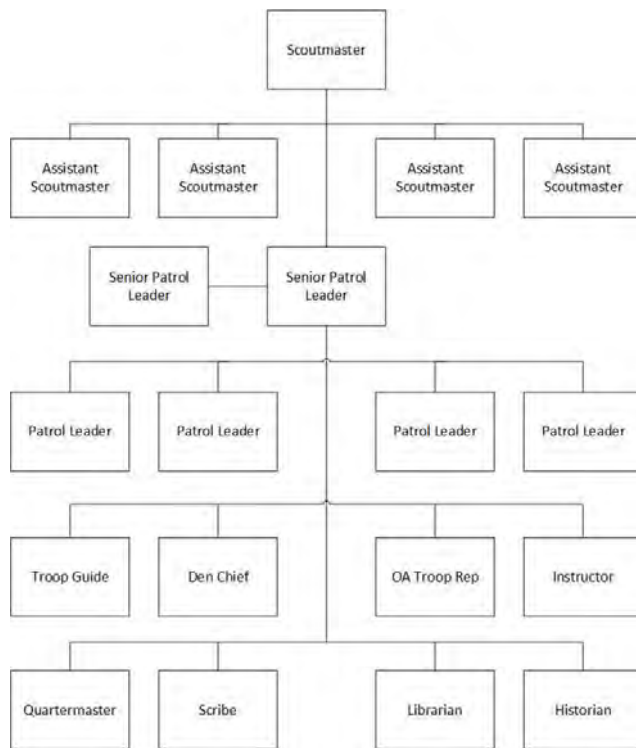 Scoutmaster
Assistant
Scoutmaster
Assistant
Scoutmaster
Assistant
Scoutmaster
Assistant
Scoutmaster
Senior Patrol
Leader
Senior Patrol
Leader
Patrol Leader
Patrol Leader
Patrol Leader
Patrol Leader
Troop Guide
Den Chief
OA Troop Rep
Instructor
Quartermaster
Scribe
Librarian
Historian